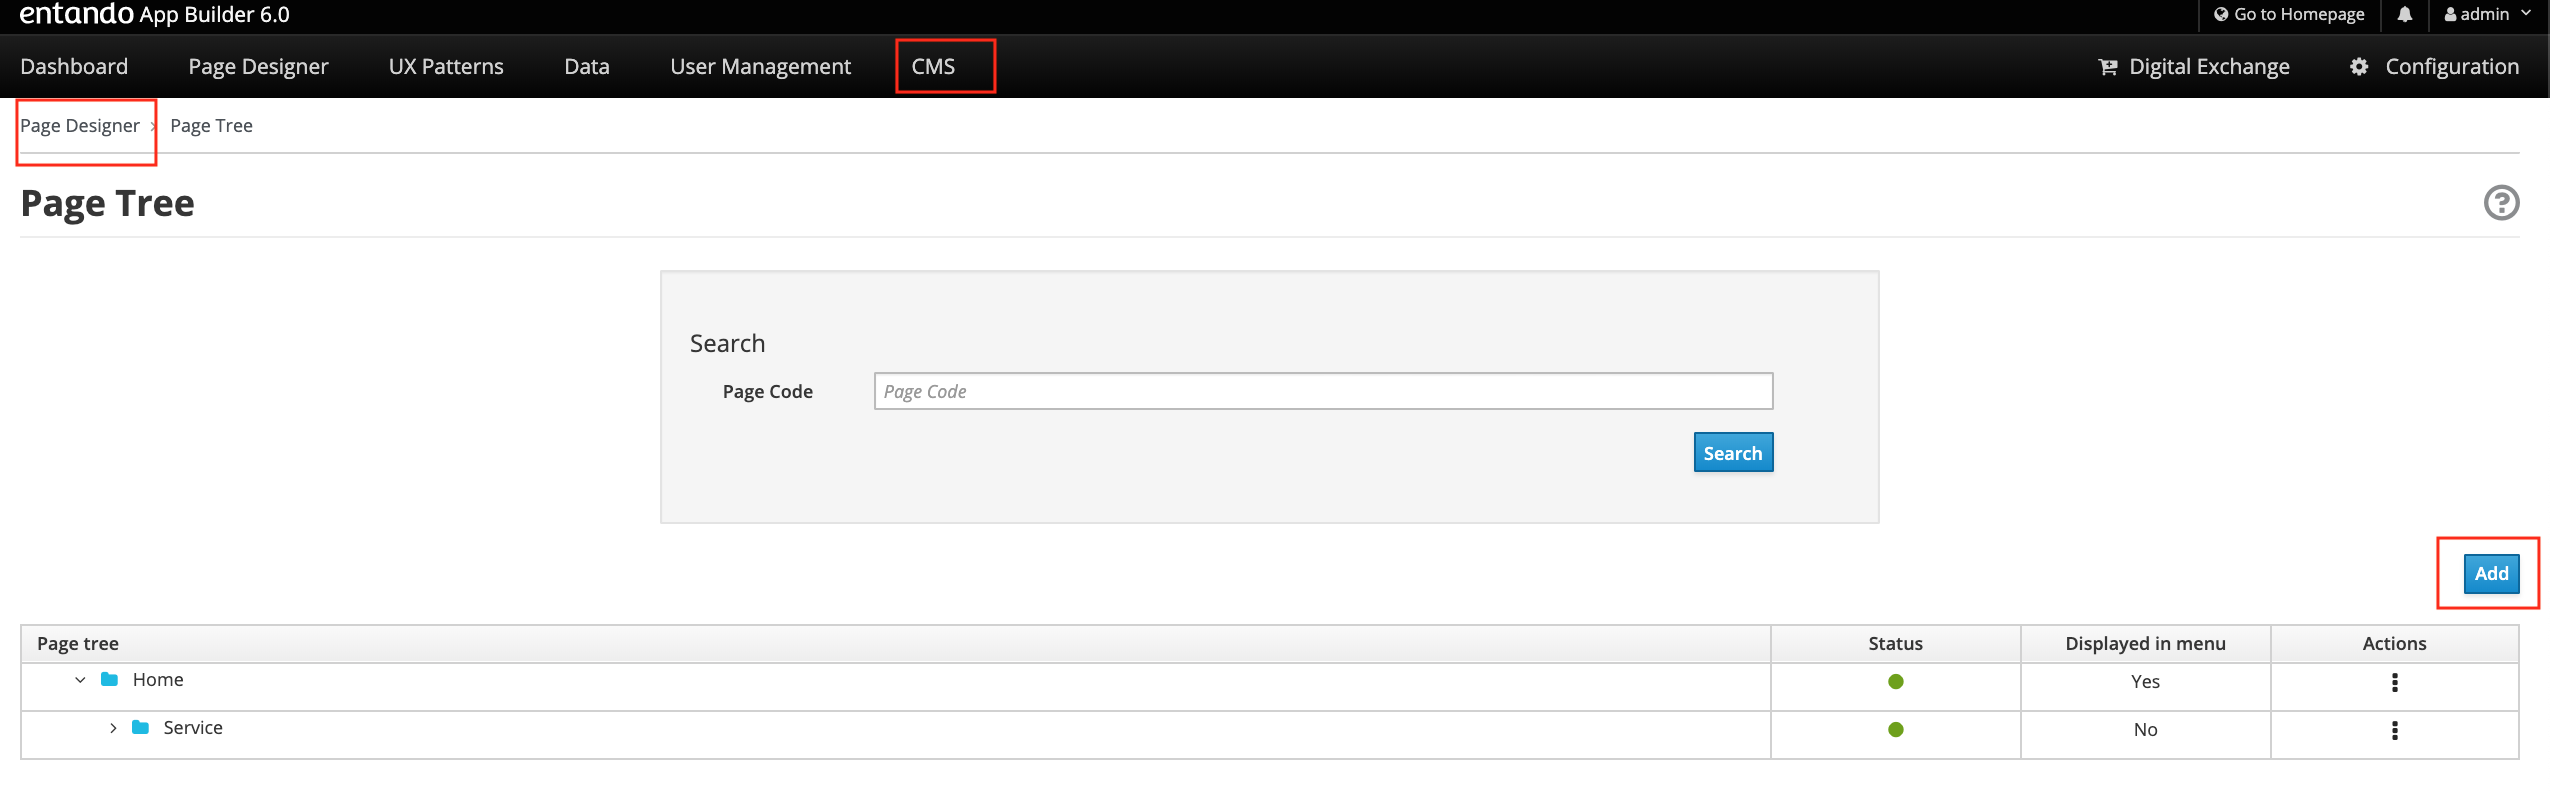 entando App Builder 6.0 Go to Homepage admin
Dashboard Page Designer UX Patterns Data User Management CMS Digital Exchange Configuration
Page Designer › Page Tree
Page Tree
Search
Page Code Page Code
Search
Add
Page tree Status Displayed in menu Actions
Home Yes
Service No